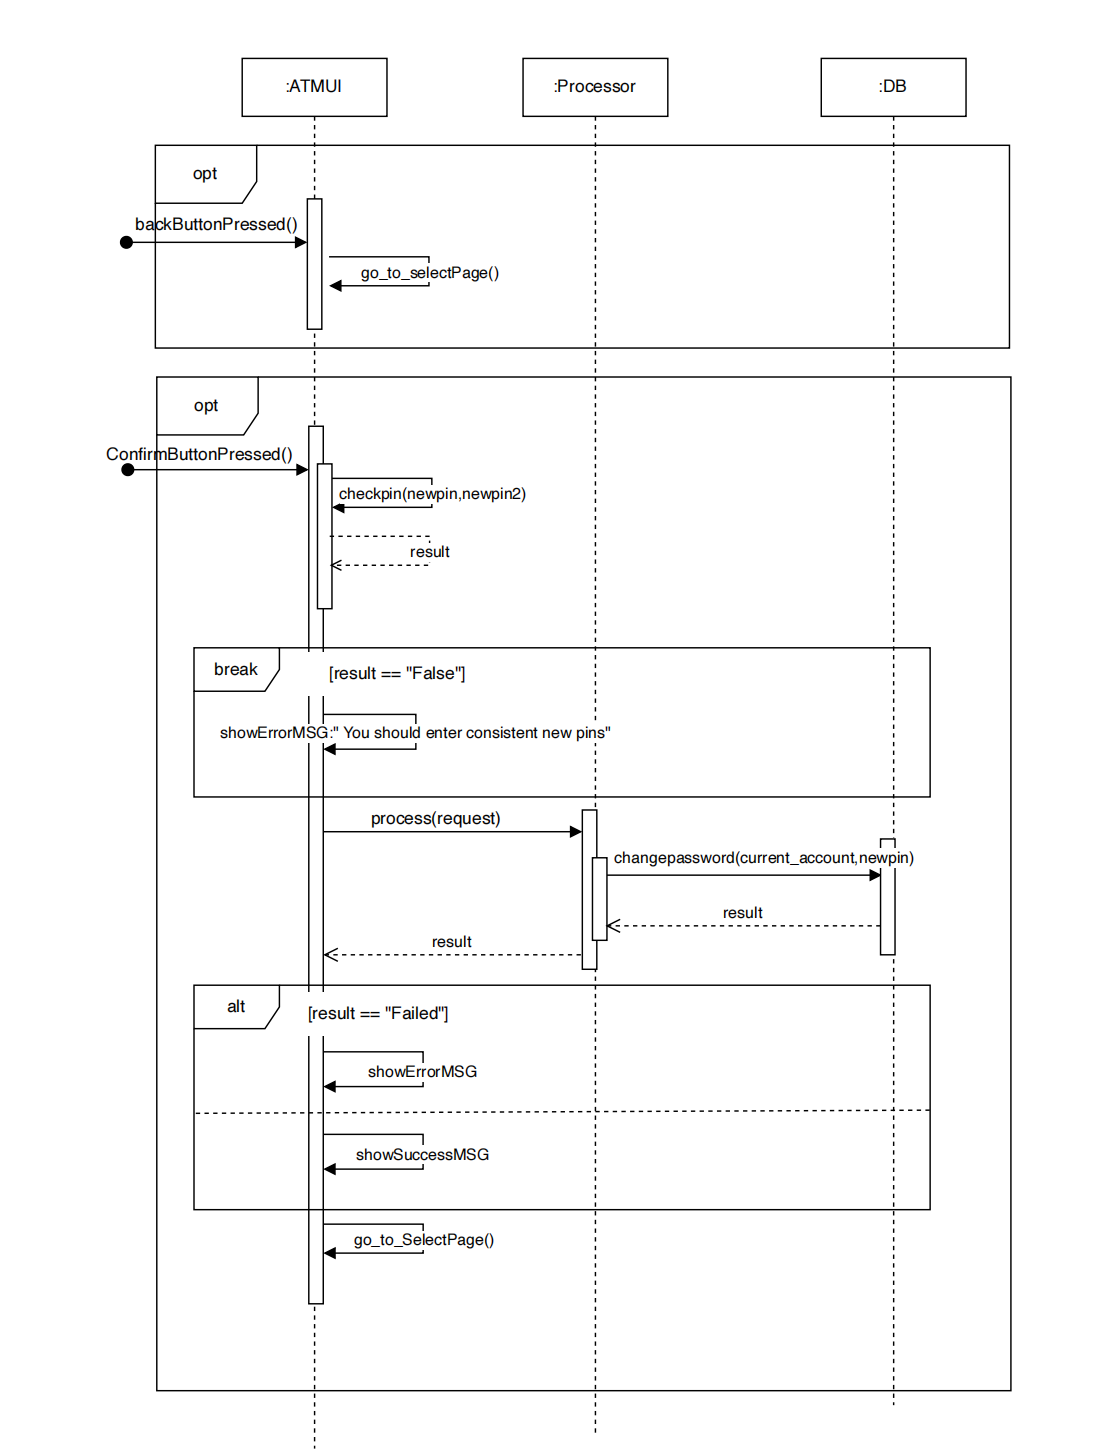 :ATMUI
:Processor
:DB
opt
backButtonPressed()
go_to_selectPage()
opt
ConfirmButtonPressed()
checkpin(newpin,newpin2)
result
break
[result == "False"]
showErrorMSG:" You should enter consistent new pins"
process(request)
changepassword(current_account,newpin)
result
result
alt
[result == "Failed"]
showErrorMSG
showSuccessMSG
go_to_SelectPage()